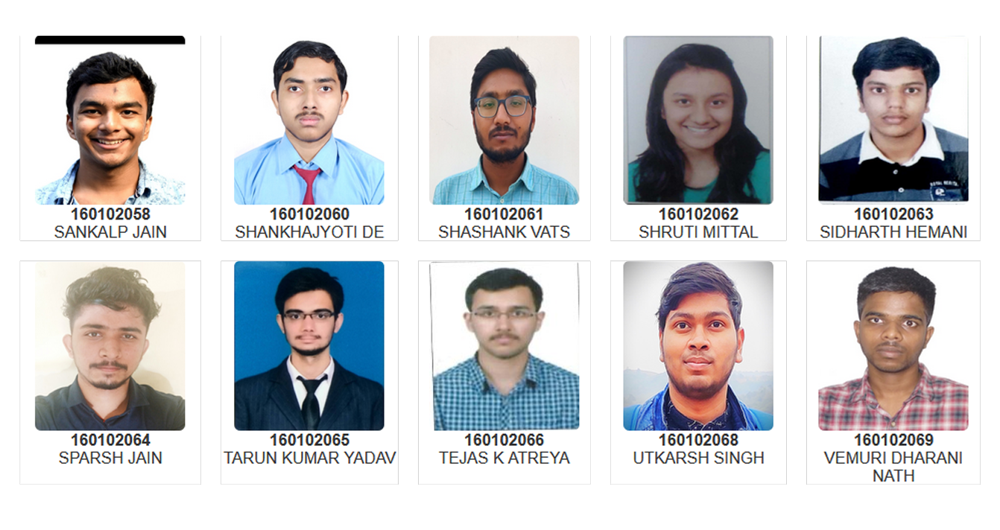 160102058
SANKALP JAIN
160102060
SHANKHAJYOTI DE
160102061
SHASHANK VATS
160102062
SHRUTI MITTAL
ROYAL
160102063
SIDHARTH HEMANI
160102064
SPARSH JAIN
160102065
TARUN KUMAR YADAV
160102066
TEJAS K ATREYA
160102068
UTKARSH SINGH
160102069
VEMURI DHARANI
NATH